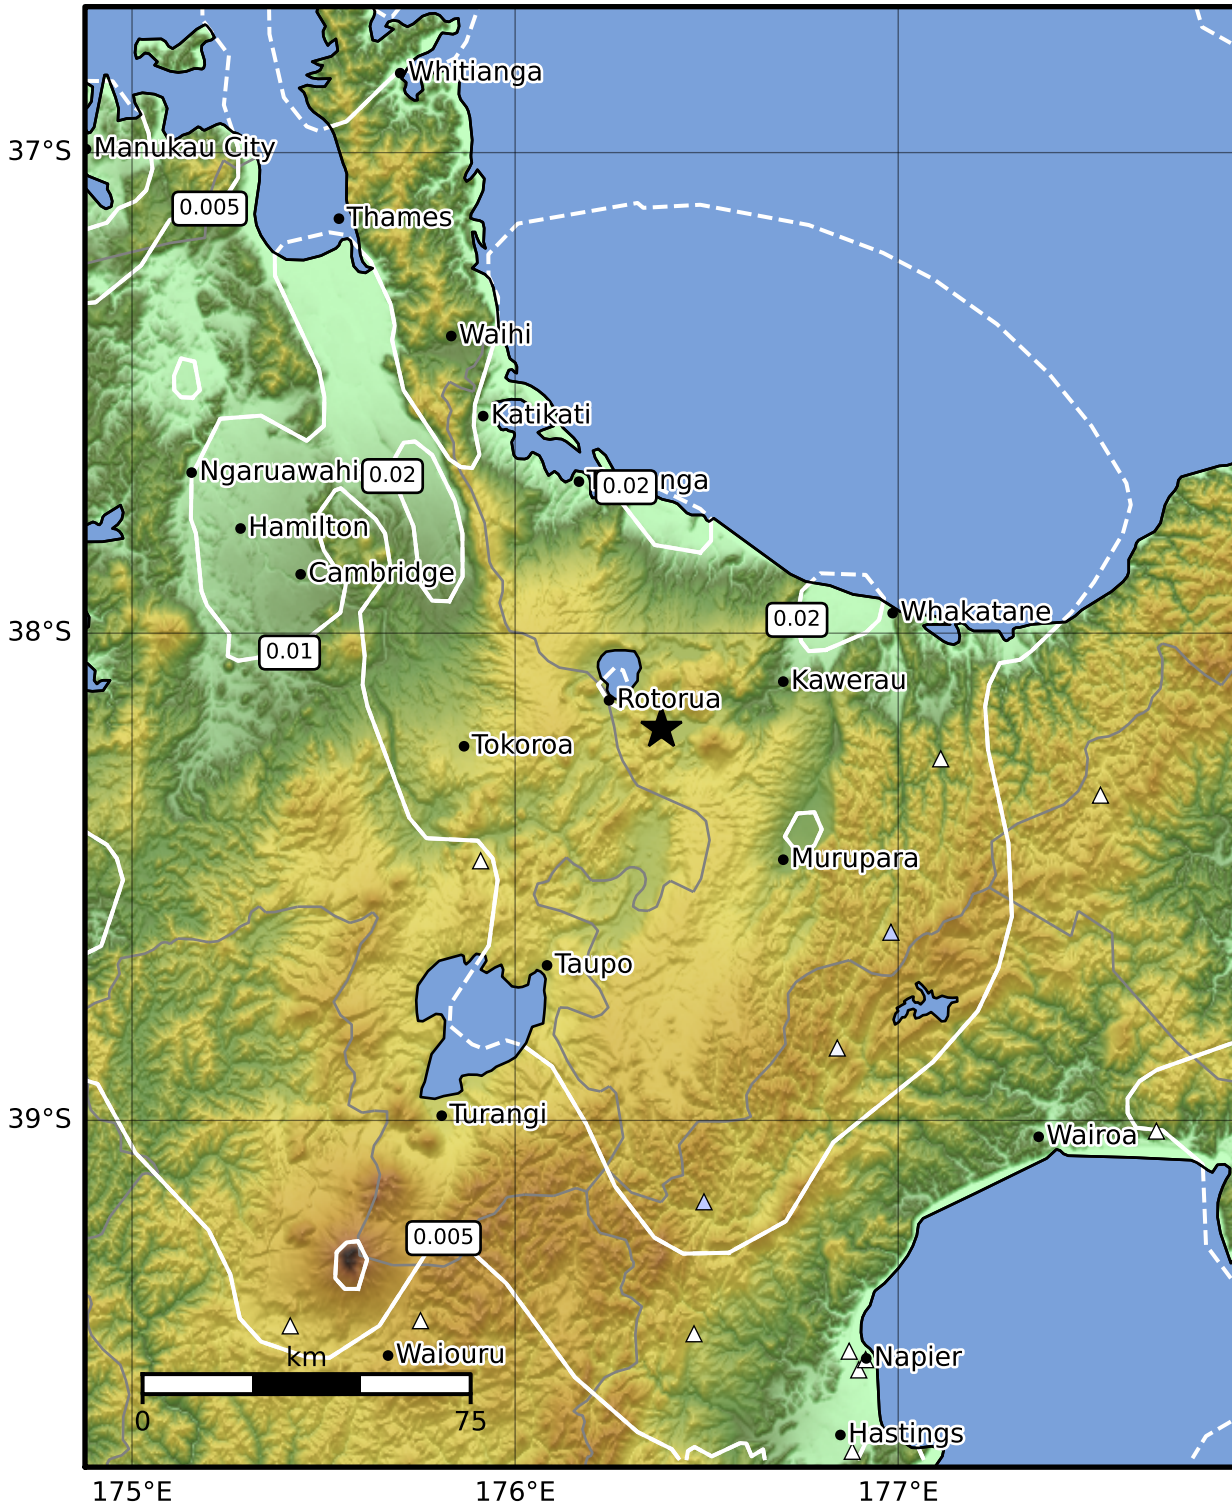 Whitianga
37°S
Manukau City
0.005
Thames
Waihi
Katikati
Ngaruawahi
0.02
0.02
nga
Hamilton
Cambridge
0.02
Whakatane
38°S
0.01
Kawerau
Rotorua
Tokoroa
Murupara
Taupo
39°S
Turangi
Wairoa
0.005
km
Waiouru
Napier
0
75
Hastings
175°E
176°E
177°E